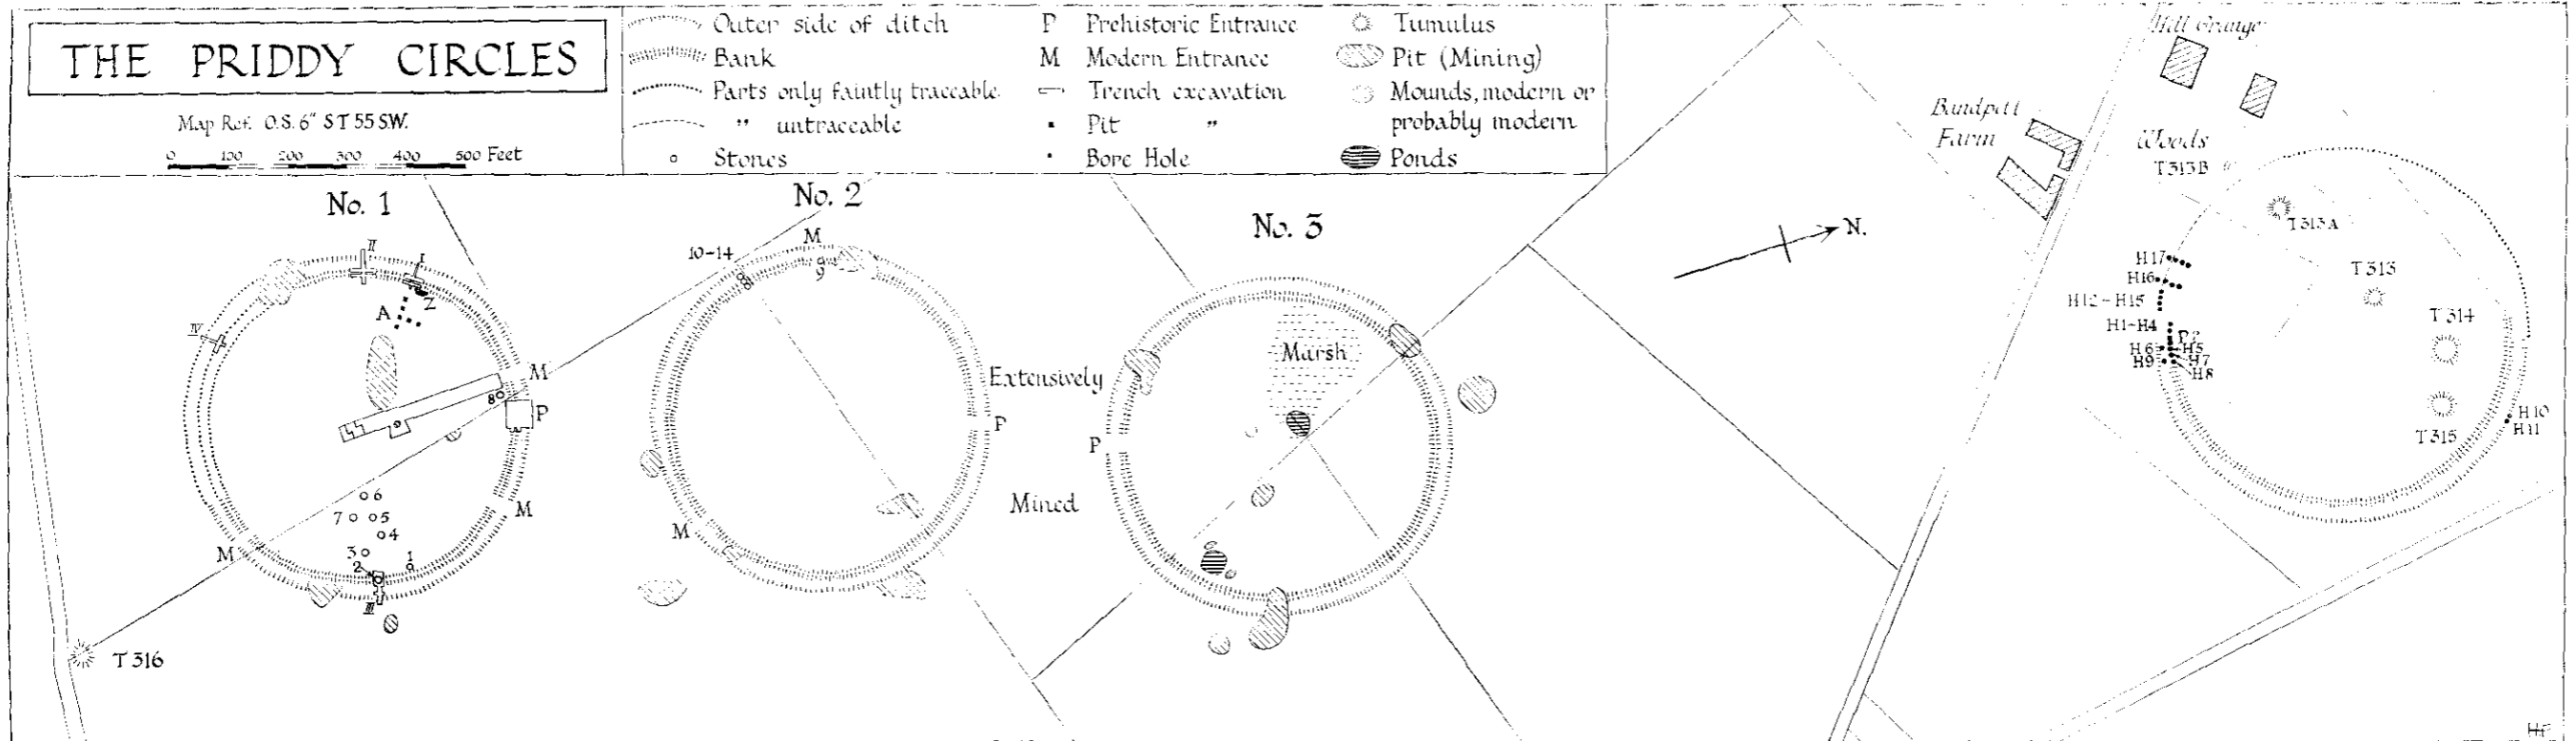 THE PRIDDY CIRCLES
Map Ref. O.S. 6" ST 55 S.W.
0 100 200 300 400 500 Feet
Outer side of ditch
Bank
Parts only faintly traceable
" untraceable
Stones
P Prehistoric Entrance
M Modern Entrance
Trench excavation
Pit "
Bore Hole
Tumulus
Pit (Mining)
Mounds, modern or
probably modern
Ponds
No. 1
II
I
Z
A
IV
M
8
P
6
7 5
4
3
1
2
M
M
III
T 316
No. 2
10-14
M
9
P
M
Extensively
Mined
No. 3
Marsh
P
N.
Hill Grange
Bandpitt
Farm
Woods
T313B
T313A
T313
T314
T315
H17
H16
H12-H15
H1-H4
P?
H6 H5
H9 H7
H8
H10
H11